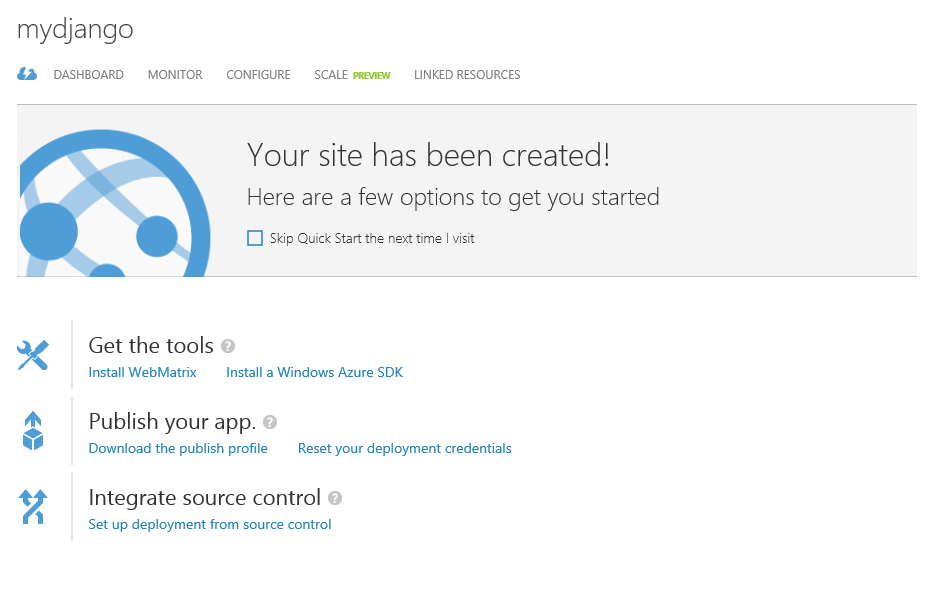 mydjango
DASHBOARD MONITOR CONFIGURE SCALE PREVIEW LINKED RESOURCES
Your site has been created!
Here are a few options to get you started
Skip Quick Start the next time I visit
Get the tools ?
Install WebMatrix Install a Windows Azure SDK
Publish your app. ?
Download the publish profile Reset your deployment credentials
Integrate source control ?
Set up deployment from source control